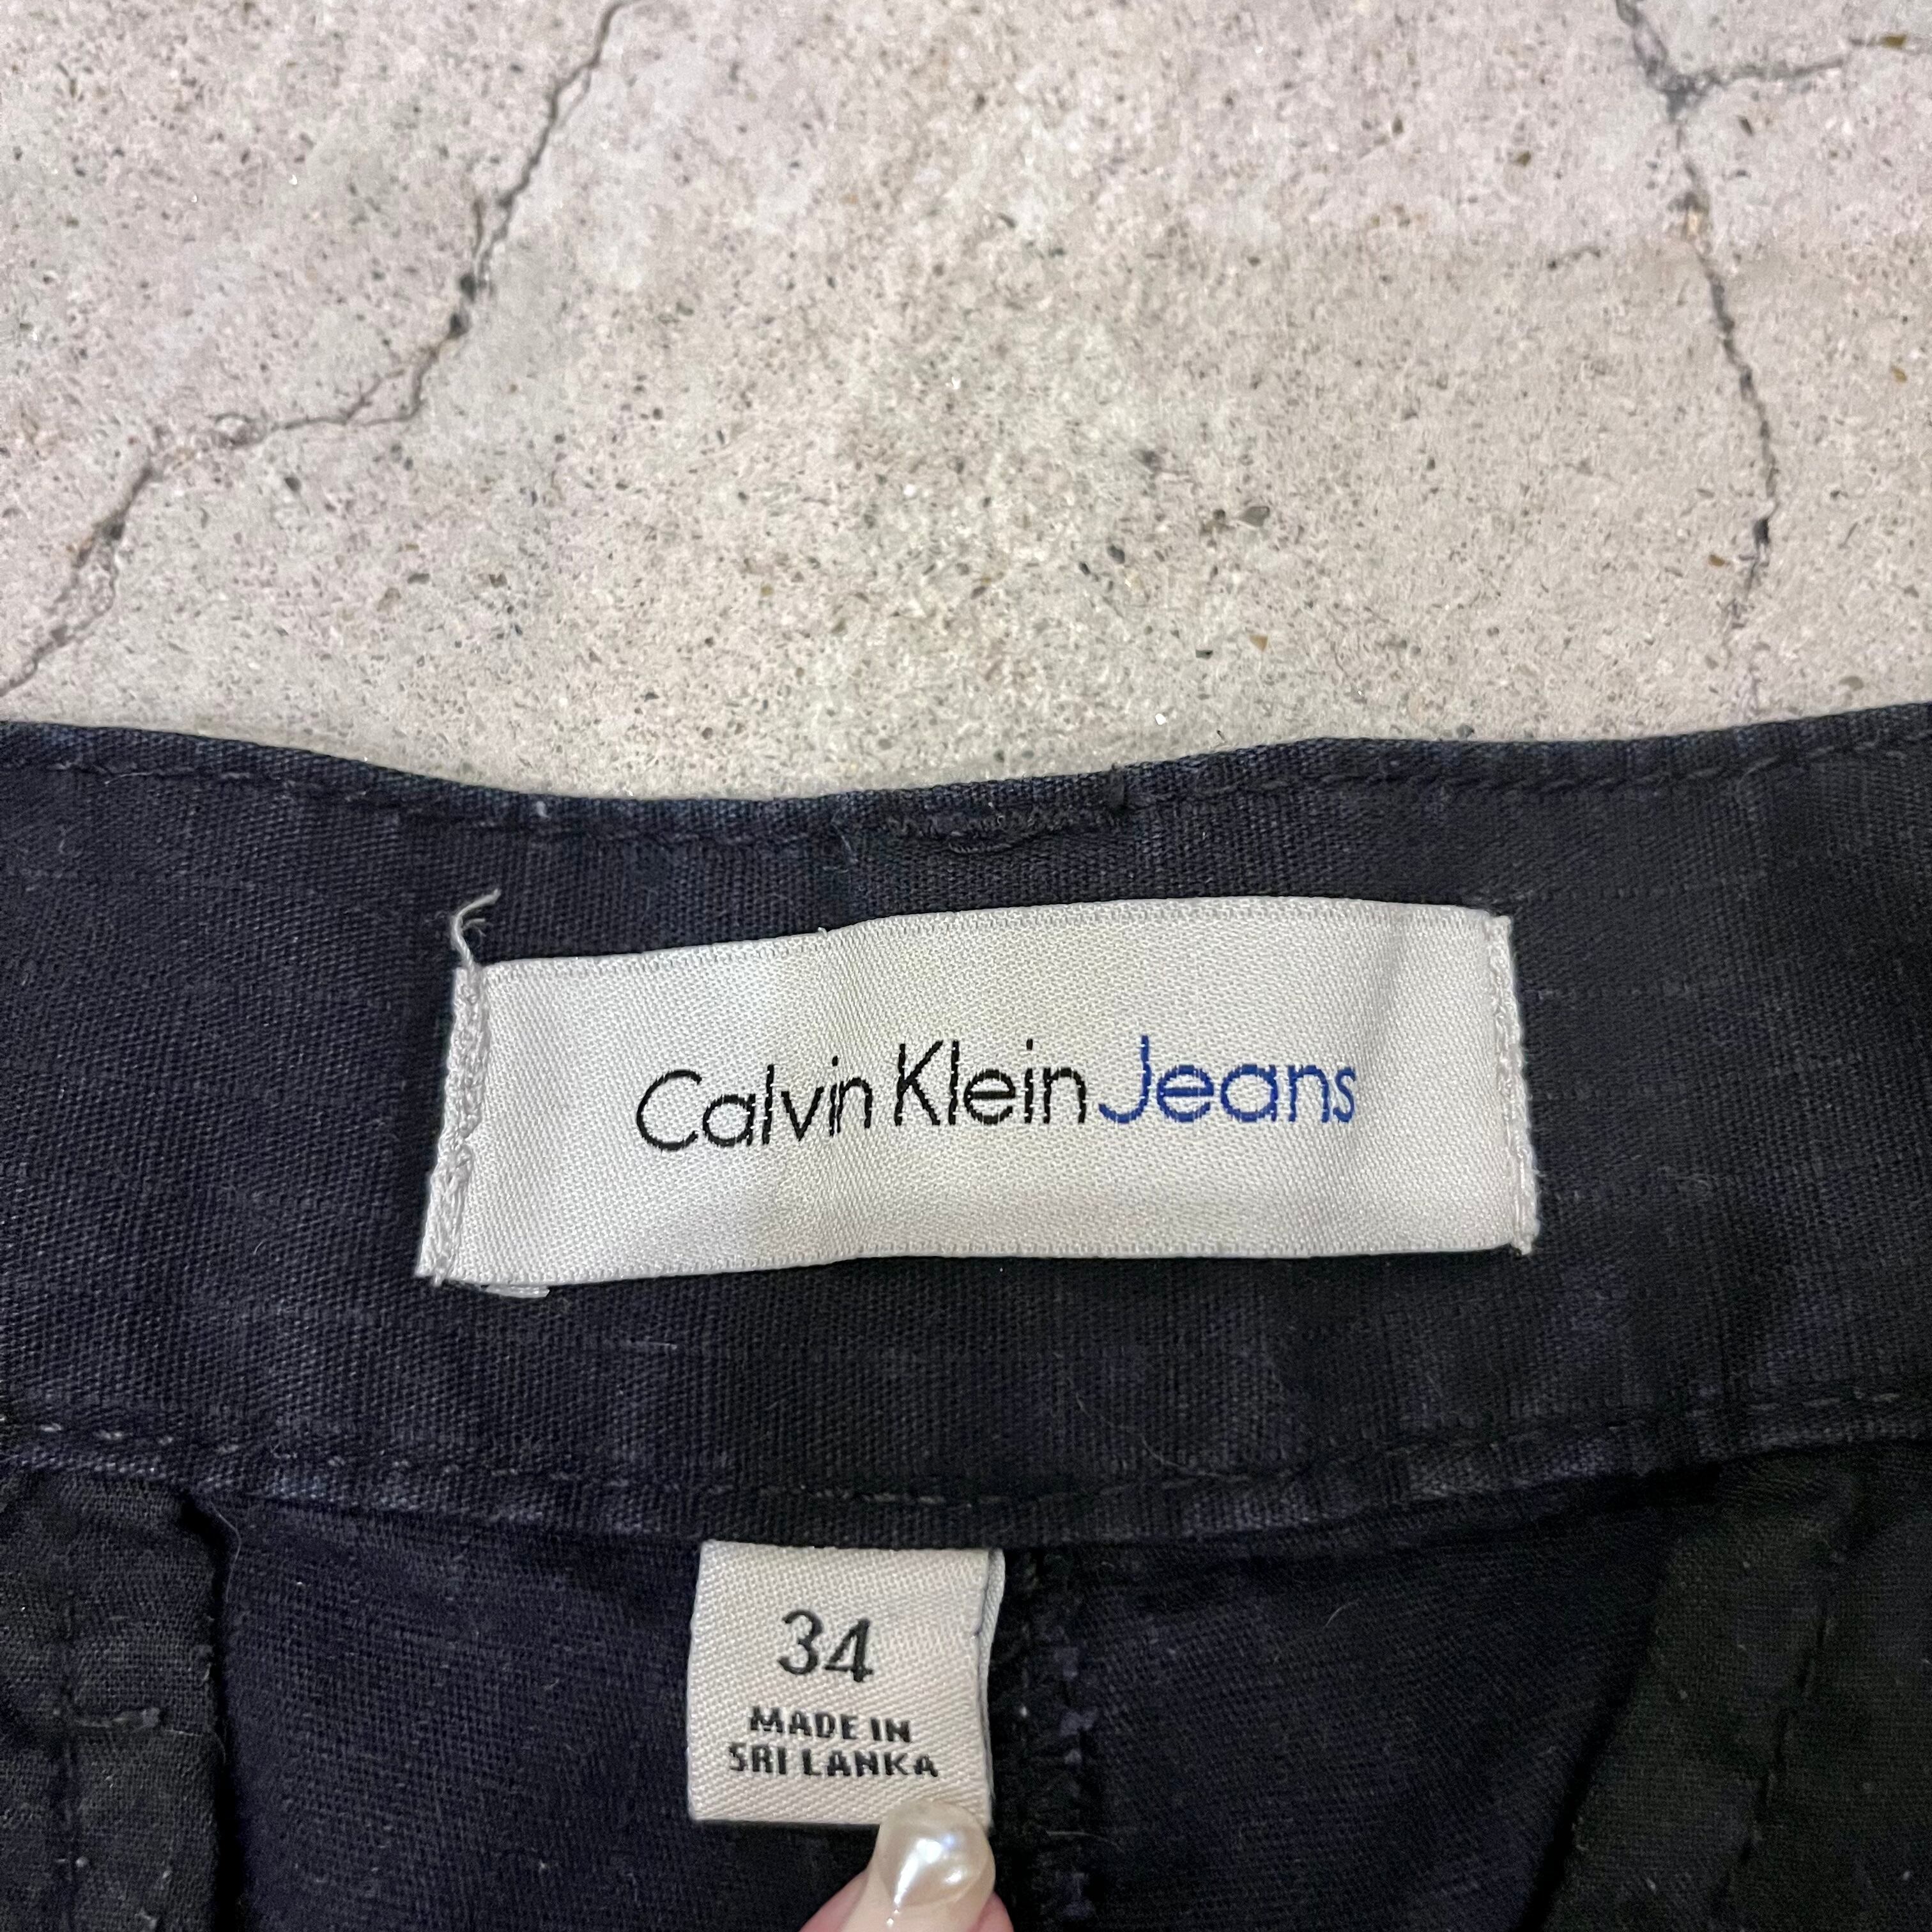 Calvin Klein Jeans
34
MADE IN
SRI LANKA